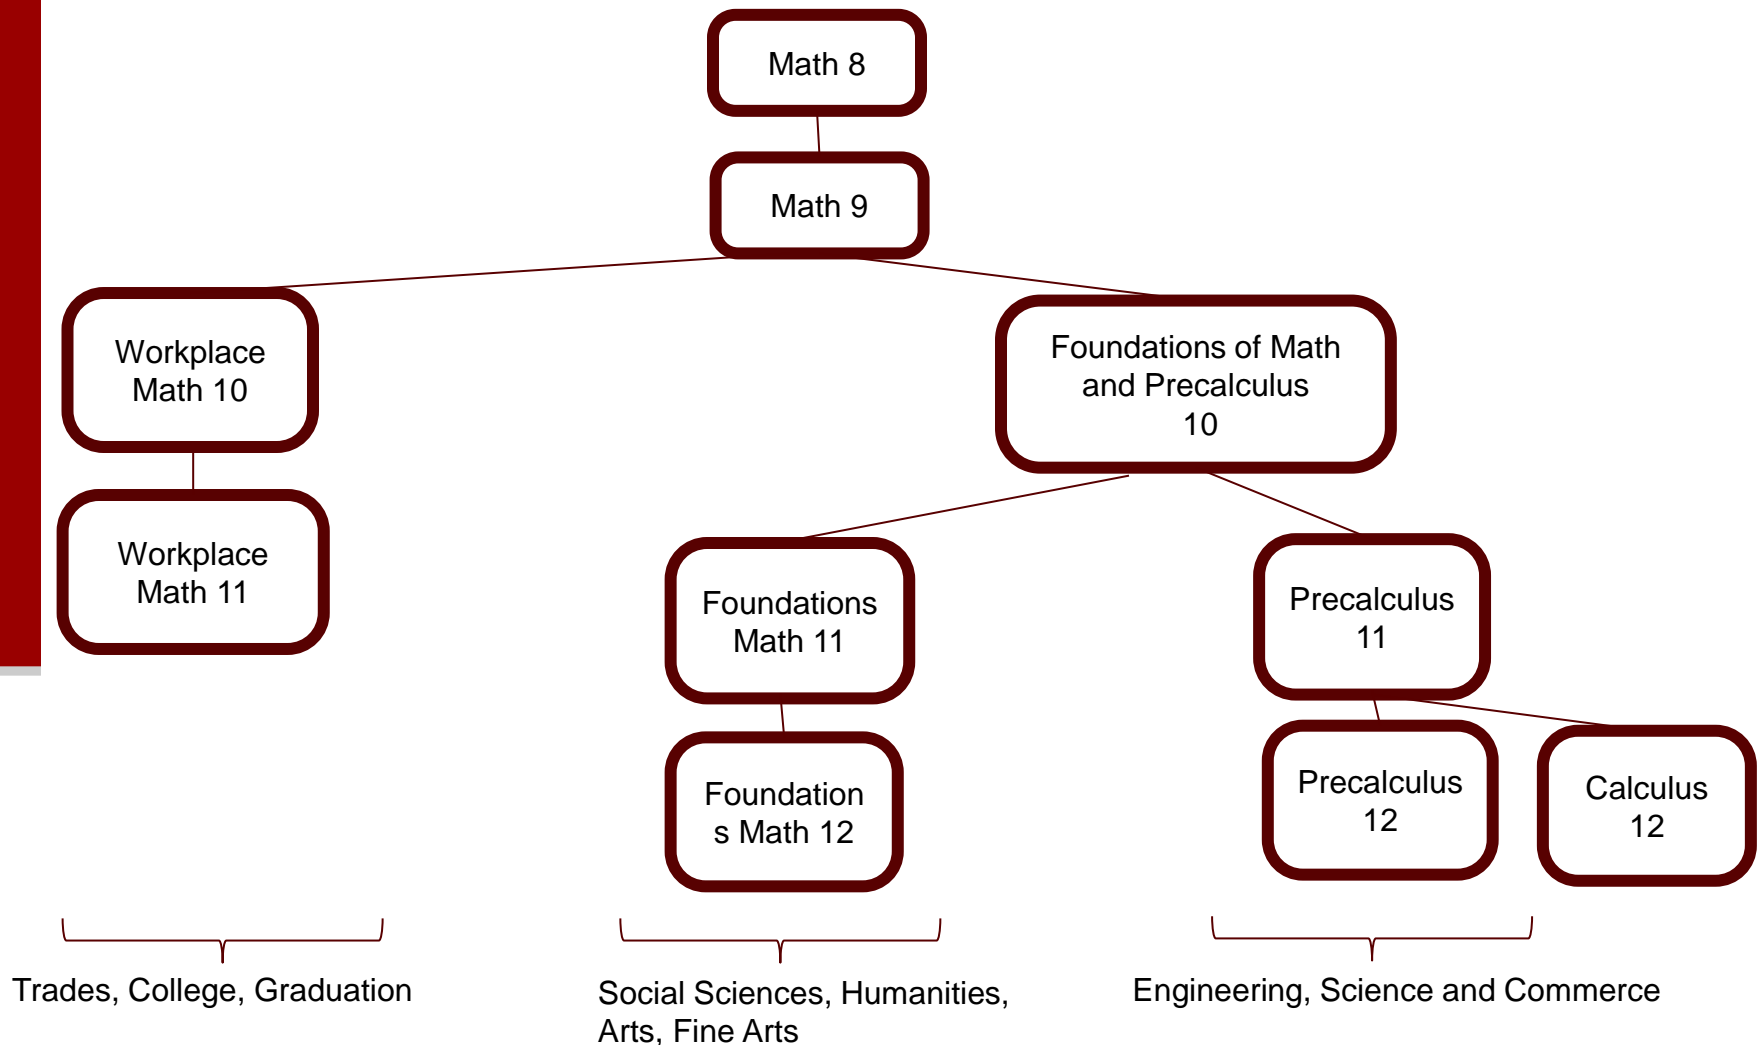 Math 8
Math 9
Workplace
Math 10
Foundations of Math
and Precalculus
10
Workplace
Math 11
Foundations
Math 11
Precalculus
11
Foundation
s Math 12
Precalculus
12
Calculus
12
Trades, College, Graduation
Social Sciences, Humanities,
Arts, Fine Arts
Engineering, Science and Commerce